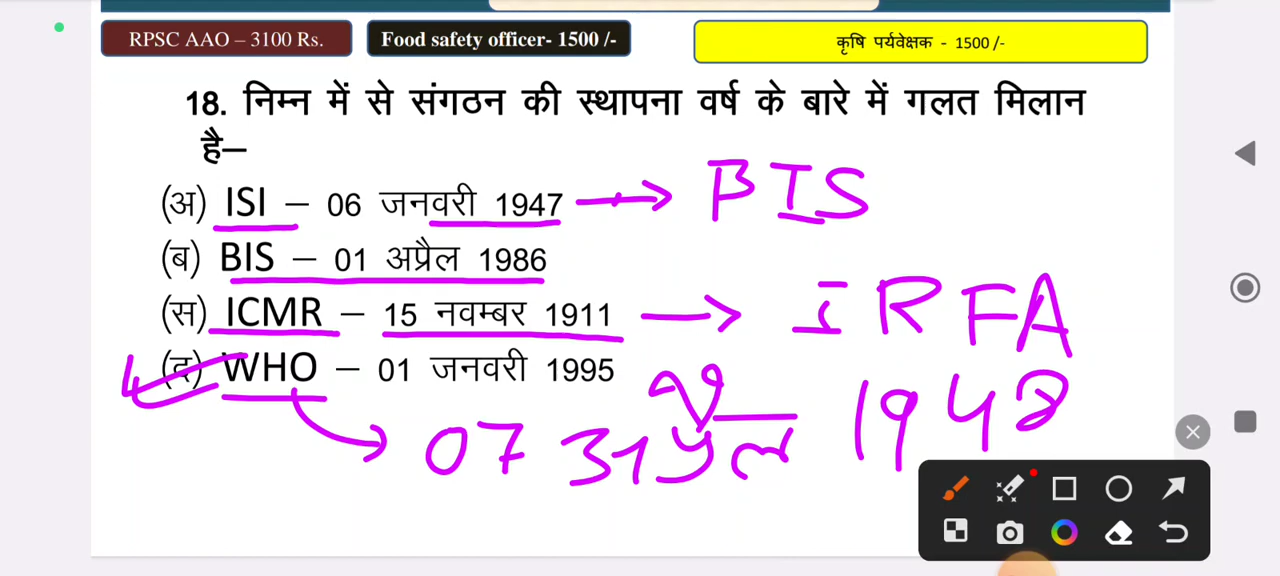 RPSC AAO – 3100 Rs. Food safety officer- 1500 /- कृषि पर्यवेक्षक - 1500 /-
18. निम्न में से संगठन की स्थापना वर्ष के बारे में गलत मिलान
है–
(अ) ISI – 06 जनवरी 1947 → BIS
(ब) BIS – 01 अप्रैल 1986
(स) ICMR – 15 नवम्बर 1911 → IRFA
(द) WHO – 01 जनवरी 1995
07 अप्रैल 1948